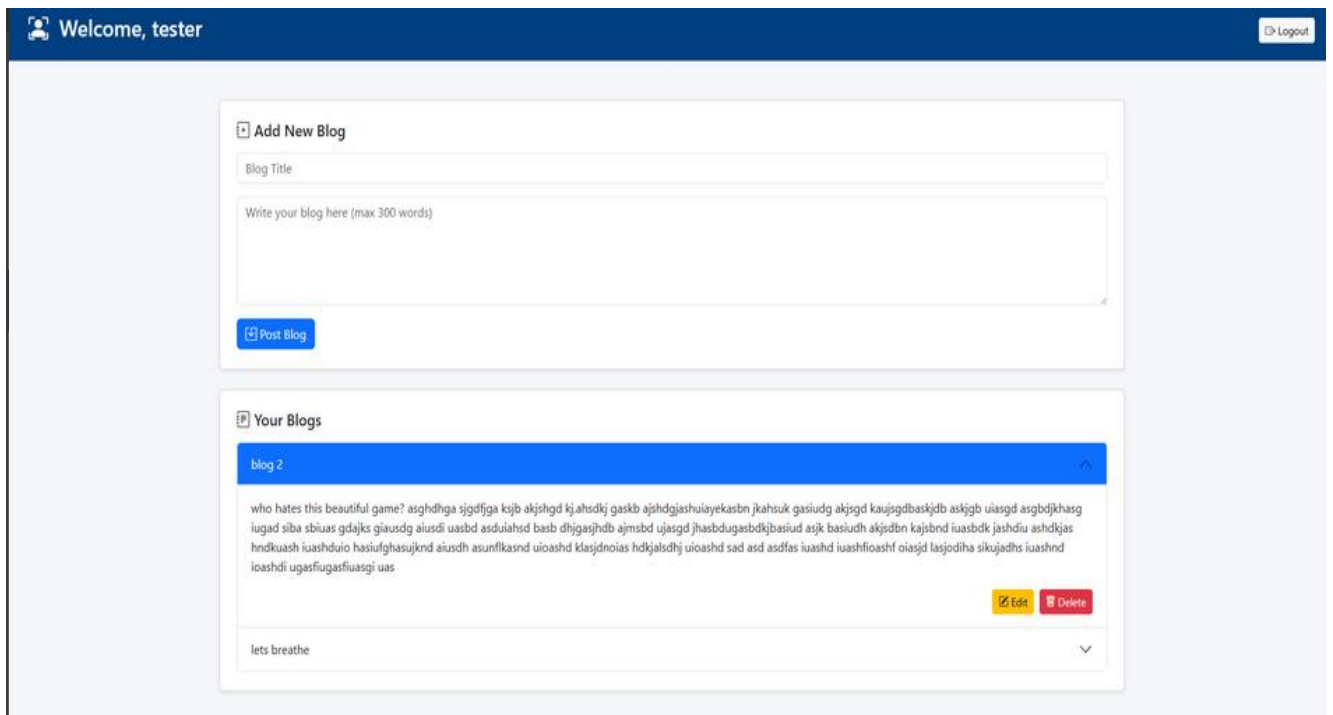 Welcome, tester
Logout
Add New Blog
Blog Title
Write your blog here (max 300 words)
Post Blog
Your Blogs
blog 2
who hates this beautiful game? asghdhga sjgdfjga ksjb akjshgd kj.ahsdkj gaskb ajshdgjashuiayekasbn jkahsuk gasiudg akjsgd kaujsgdbaskjdb askjgb uiasgd asgbdjkhasg
iugad siba sbiuas gdajks giausdg aiusdi uasbd asduiahsd basb dhjgasjhdb ajmsbd ujasgd jhasbdugasbdkjbasiud asjk basiudh akjsdbn kajsbnd iuasbdk jashdiu ashdkjas
hndkuash iuashduio hasiufghasujknd aiusdh asunflkasnd uioashd klasjdnoias hdkjalsdhj uioashd sad asd asdfas iuashd iuashfioashf oiasjd lasjodiha sikujadhs iuashnd
ioashdi ugasfiugasfiuasgi uas
Edit
Delete
lets breathe